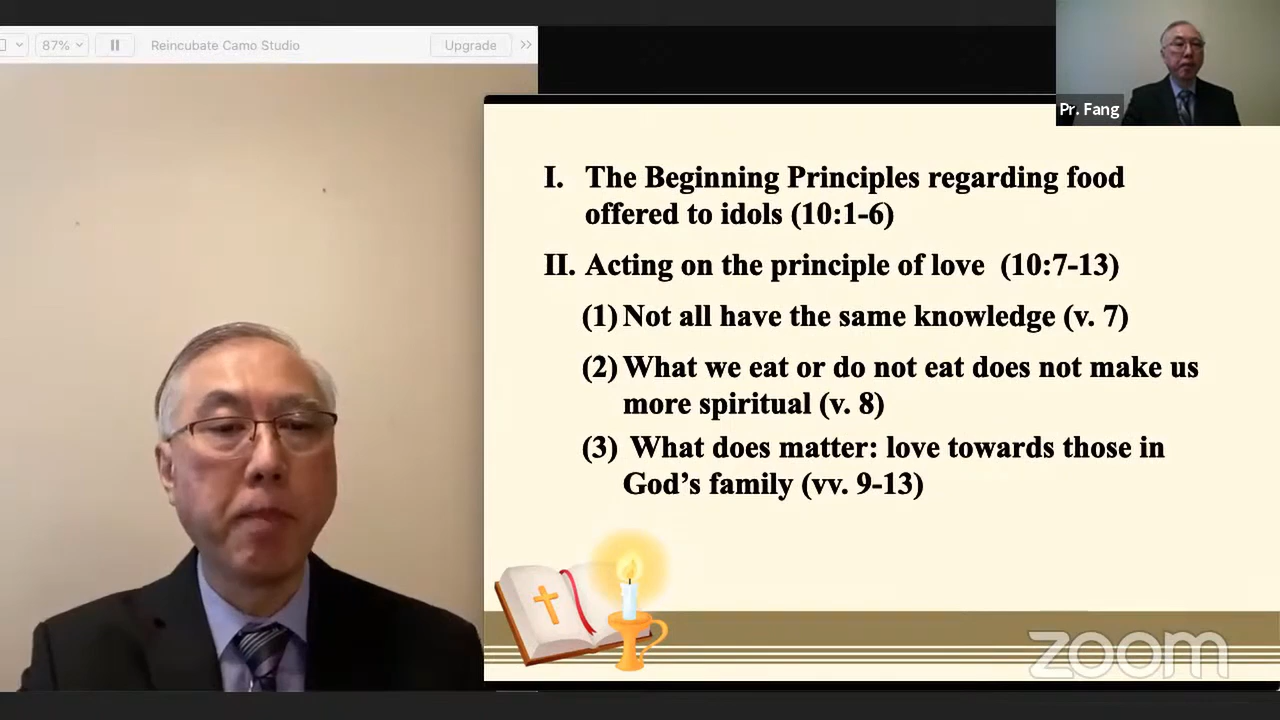 87%
Reincubate Camo Studio
Upgrade
Pr. Fang
I. The Beginning Principles regarding food
offered to idols (10:1-6)
II. Acting on the principle of love (10:7-13)
(1) Not all have the same knowledge (v. 7)
(2) What we eat or do not eat does not make us
more spiritual (v. 8)
(3) What does matter: love towards those in
God’s family (vv. 9-13)
zoom